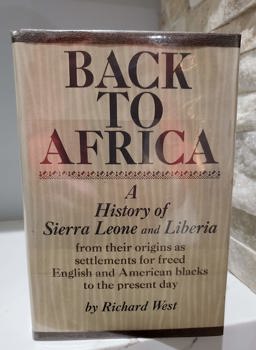 BACK
TO
AFRICA
A
History of
Sierra Leone and Liberia
from their origins as
settlements for freed
English and American blacks
to the present day
by Richard West